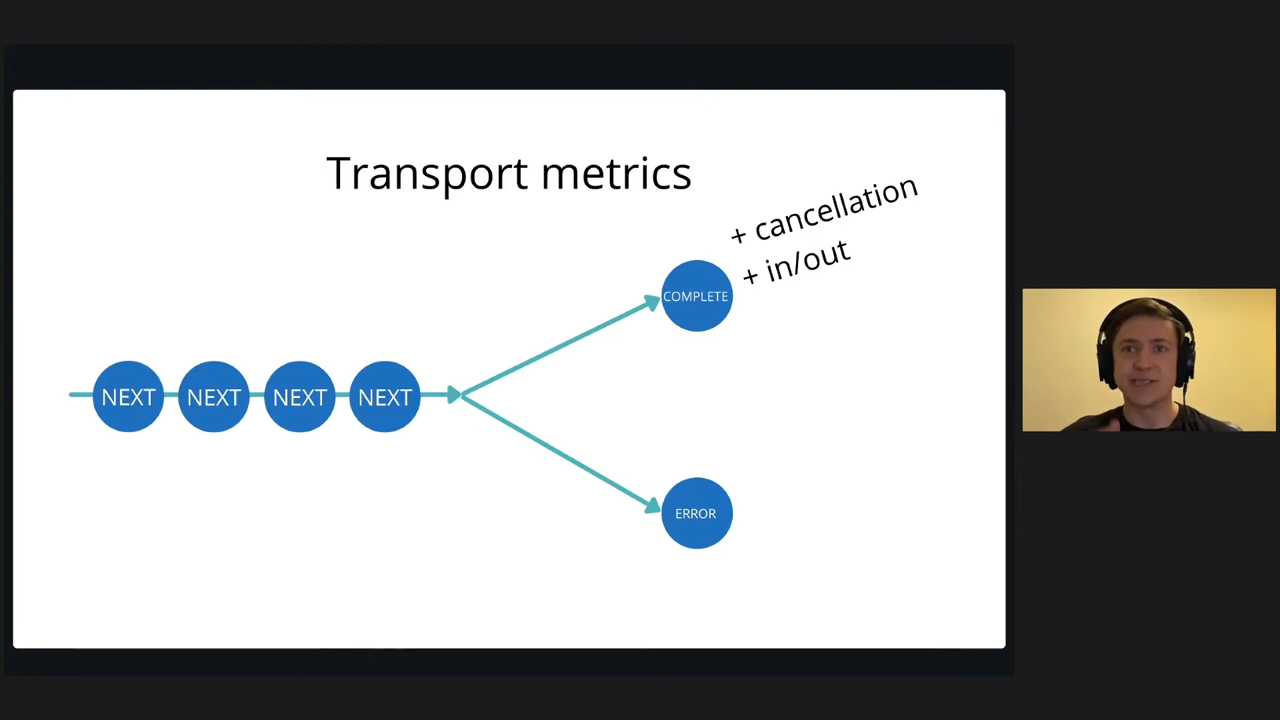 Transport metrics
+ cancellation
+ in/out
COMPLETE
NEXT NEXT NEXT NEXT
ERROR